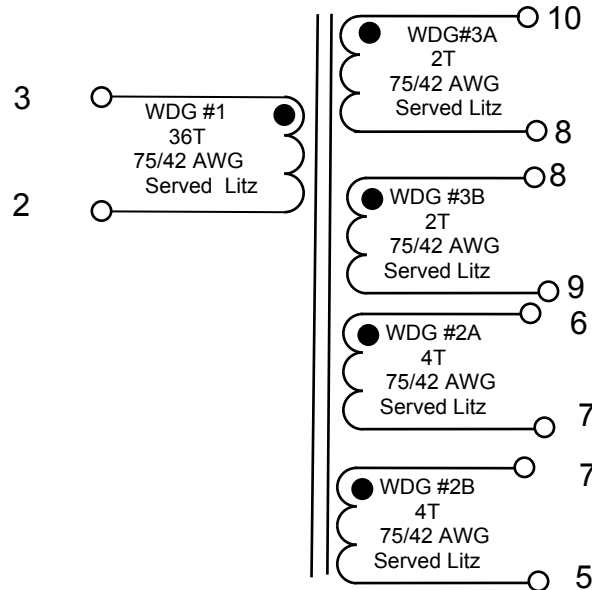 3
WDG #1
36T
75/42 AWG
Served Litz
2
10
WDG#3A
2T
75/42 AWG
Served Litz
8
8
WDG #3B
2T
75/42 AWG
Served Litz
9
6
WDG #2A
4T
75/42 AWG
Served Litz
7
7
WDG #2B
4T
75/42 AWG
Served Litz
5